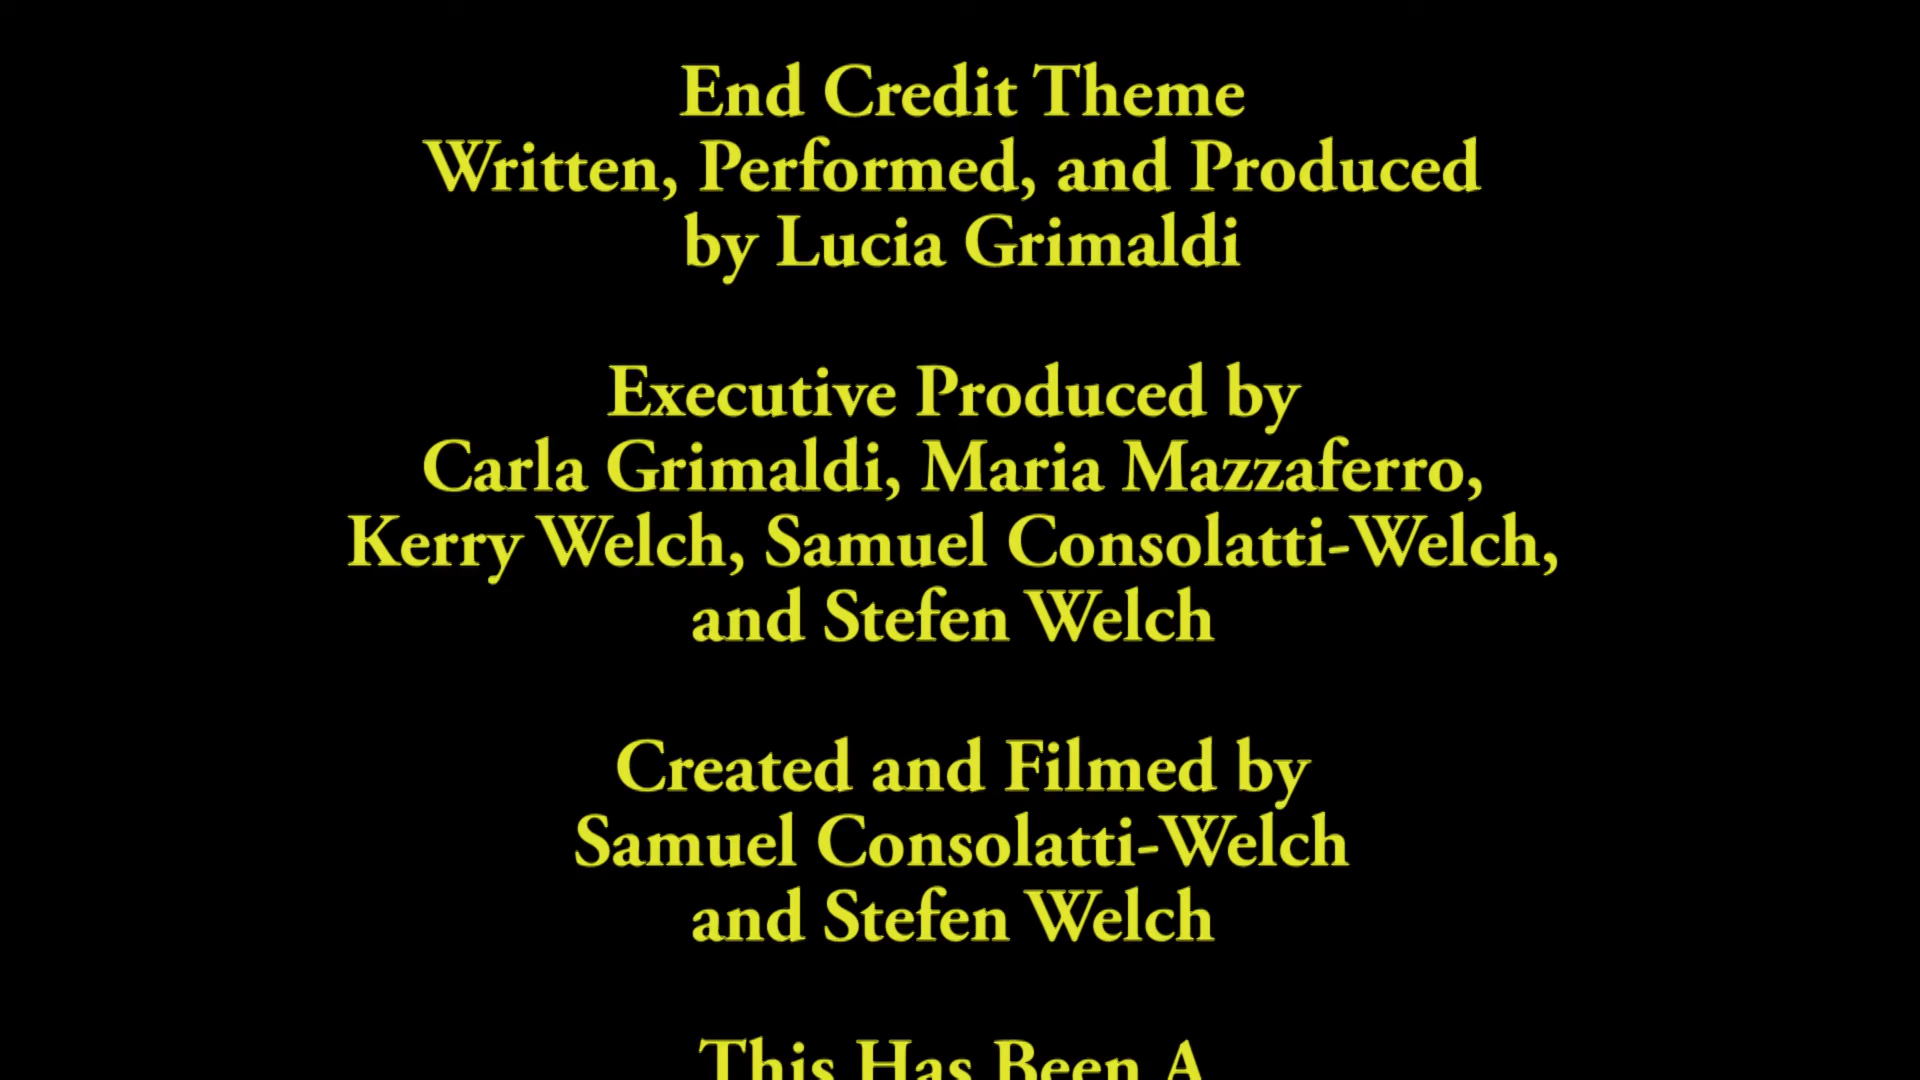 End Credit Theme
Written, Performed, and Produced
by Lucia Grimaldi
Executive Produced by
Carla Grimaldi, Maria Mazzaferro,
Kerry Welch, Samuel Consolatti-Welch,
and Stefen Welch
Created and Filmed by
Samuel Consolatti-Welch
and Stefen Welch
This Has Been A